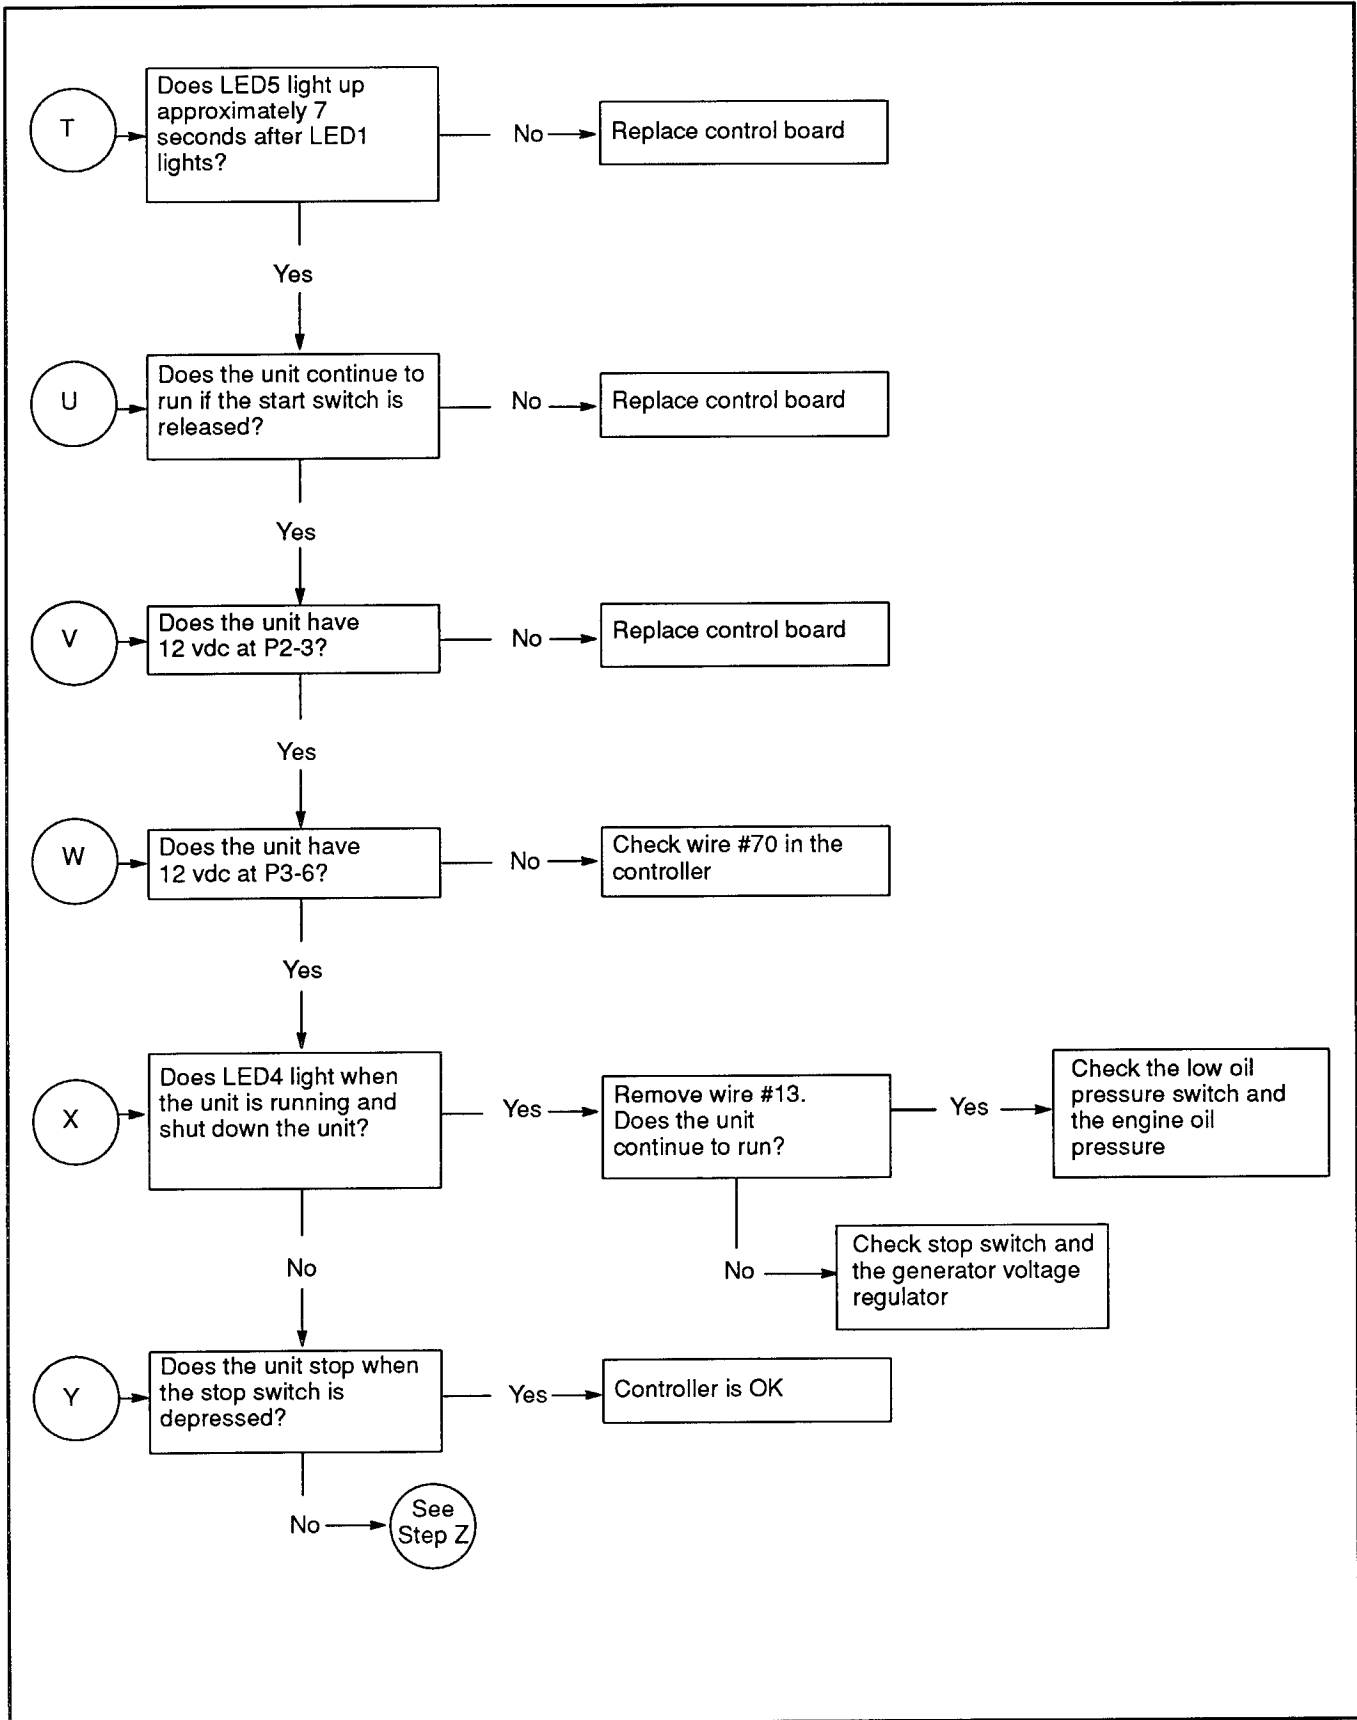 T
Does LED5 light up
approximately 7
seconds after LED1
lights?
No
Replace control board
Yes
U
Does the unit continue to
run if the start switch is
released?
No
Replace control board
Yes
V
Does the unit have
12 vdc at P2-3?
No
Replace control board
Yes
W
Does the unit have
12 vdc at P3-6?
No
Check wire #70 in the
controller
Yes
X
Does LED4 light when
the unit is running and
shut down the unit?
Yes
Remove wire #13.
Does the unit
continue to run?
Yes
Check the low oil
pressure switch and
the engine oil
pressure
No
Check stop switch and
the generator voltage
regulator
No
Y
Does the unit stop when
the stop switch is
depressed?
Yes
Controller is OK
No
See
Step Z